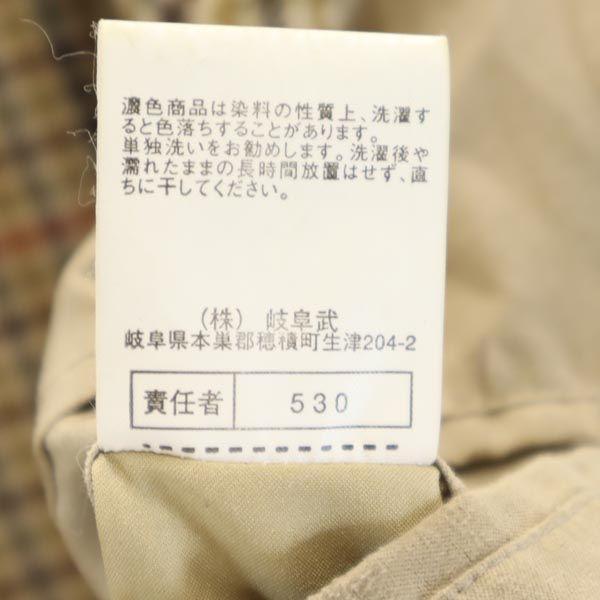 濃色商品は染料の性質上、洗濯す
ると色落ちすることがあります。
単独洗いをお勧めします。洗濯後や
濡れたままの長時間放置はせず、直
ちに干してください。
（株） 岐阜武
岐阜県本巣郡穂積町生津204-2
責任者 530